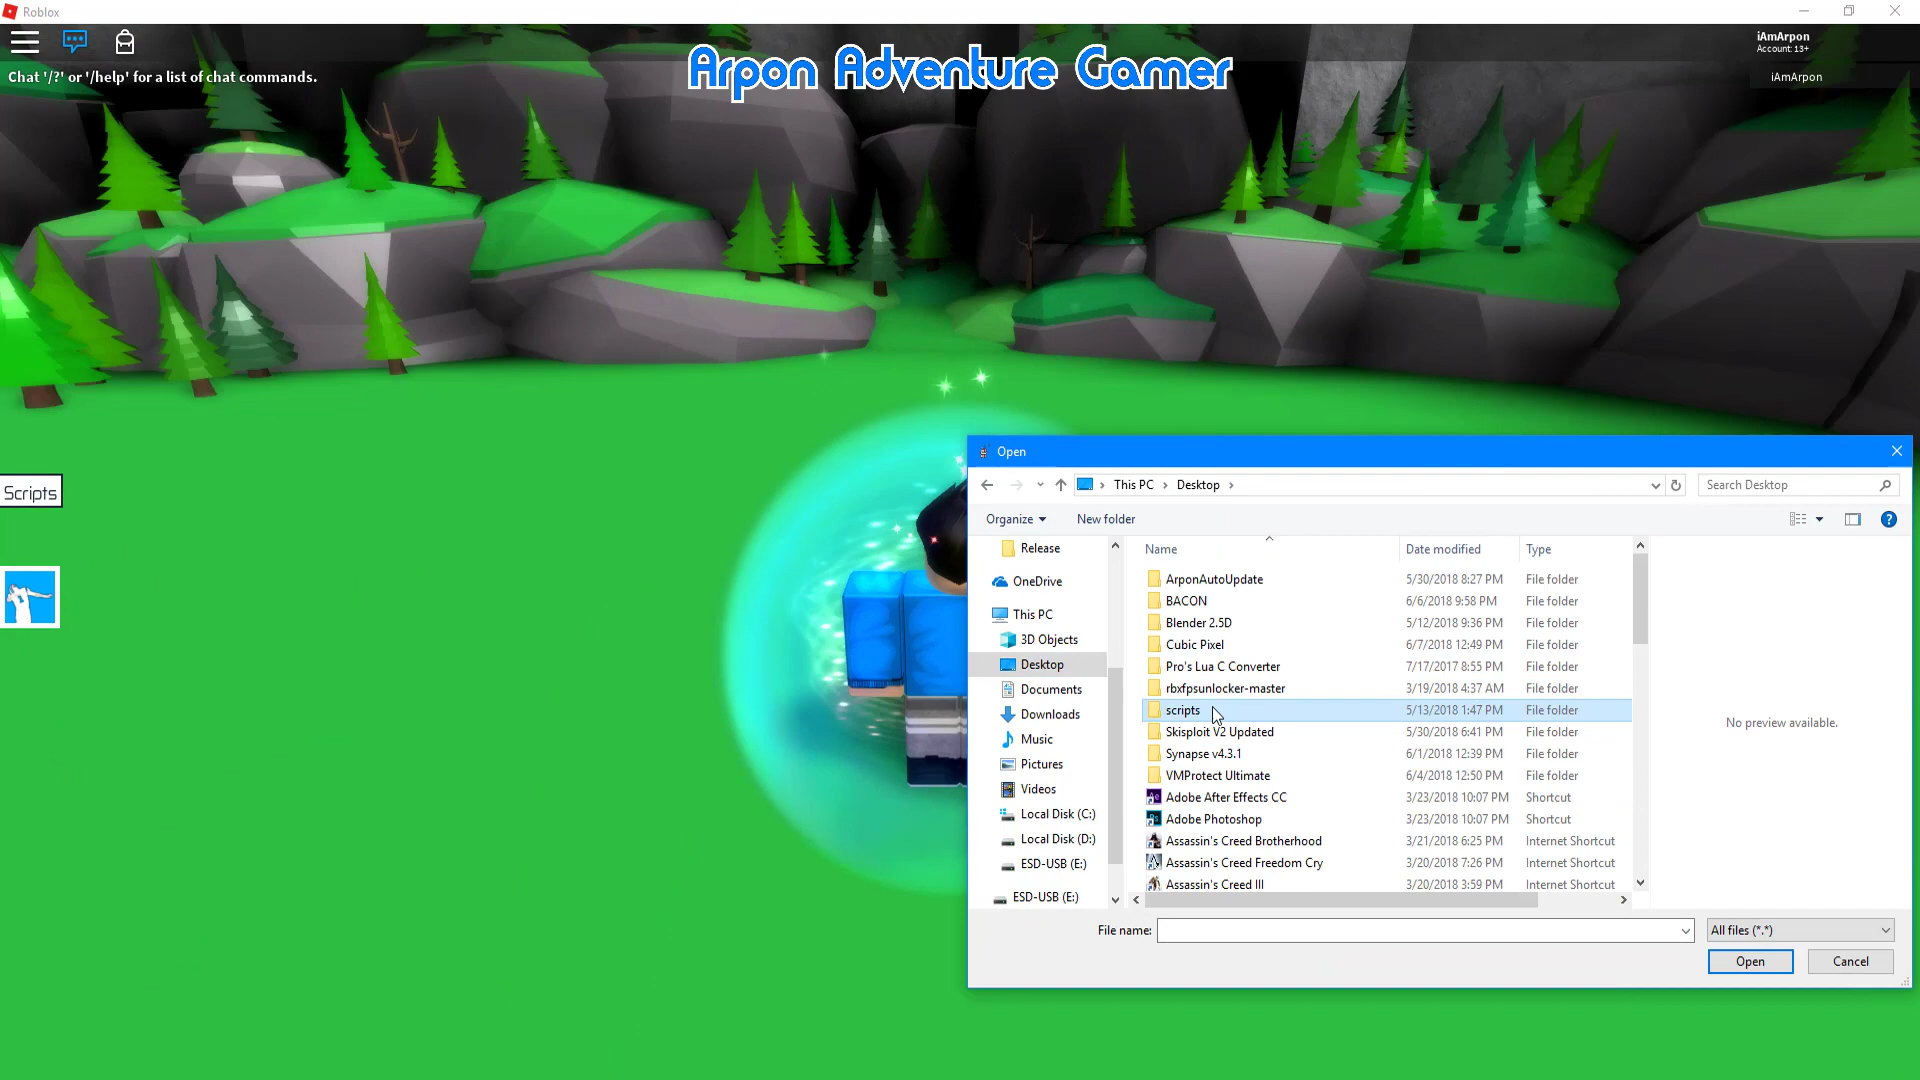 Roblox
Chat '/?' or '/help' for a list of chat commands.
Arpon Adventure Gamer
iAmArpon
Account: 13+
iAmArpon
Scripts
Open
This PC
Desktop
Search Desktop
Organize
New folder
Release
OneDrive
This PC
3D Objects
Desktop
Documents
Downloads
Music
Pictures
Videos
Local Disk (C:)
Local Disk (D:)
ESD-USB (E:)
ESD-USB (E:)
Name Date modified Type
ArponAutoUpdate 5/30/2018 8:27 PM File folder
BACON 6/6/2018 9:58 PM File folder
Blender 2.5D 5/12/2018 9:36 PM File folder
Cubic Pixel 6/7/2018 12:49 PM File folder
Pro's Lua C Converter 7/17/2017 8:55 PM File folder
rbxfpsunlocker-master 3/19/2018 4:37 AM File folder
scripts 5/13/2018 1:47 PM File folder
Skisploit V2 Updated 5/30/2018 6:41 PM File folder
Synapse v4.3.1 6/1/2018 12:39 PM File folder
VMProtect Ultimate 6/4/2018 12:50 PM File folder
Adobe After Effects CC 3/23/2018 10:07 PM Shortcut
Adobe Photoshop 3/23/2018 10:07 PM Shortcut
Assassin's Creed Brotherhood 3/21/2018 6:25 PM Internet Shortcut
Assassin's Creed Freedom Cry 3/20/2018 7:26 PM Internet Shortcut
Assassin's Creed III 3/20/2018 3:59 PM Internet Shortcut
No preview available.
File name:
All files (*.*)
Open
Cancel